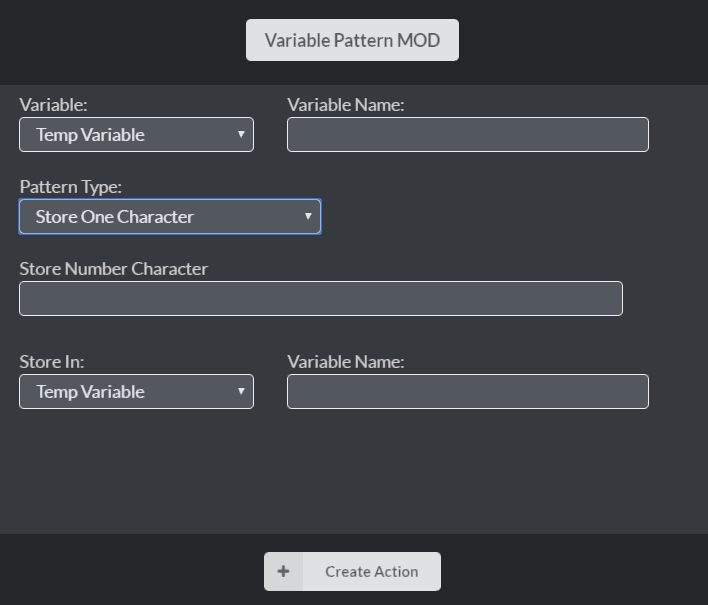 Variable Pattern MOD
Variable: Variable Name:
Temp Variable
Pattern Type:
Store One Character
Store Number Character
Store In: Variable Name:
Temp Variable
+ Create Action